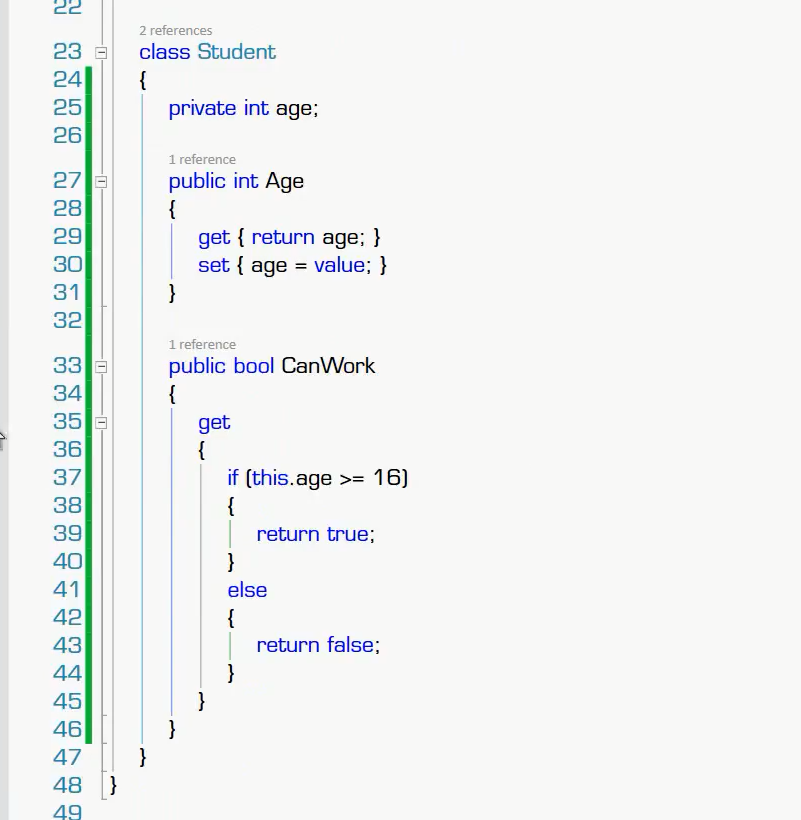 22
2 references
23 class Student
24 {
25 private int age;
26
1 reference
27 public int Age
28 {
29 get { return age; }
30 set { age = value; }
31 }
32
1 reference
33 public bool CanWork
34 {
35 get
36 {
37 if (this.age >= 16)
38 {
39 return true;
40 }
41 else
42 {
43 return false;
44 }
45 }
46 }
47 }
48 }
49